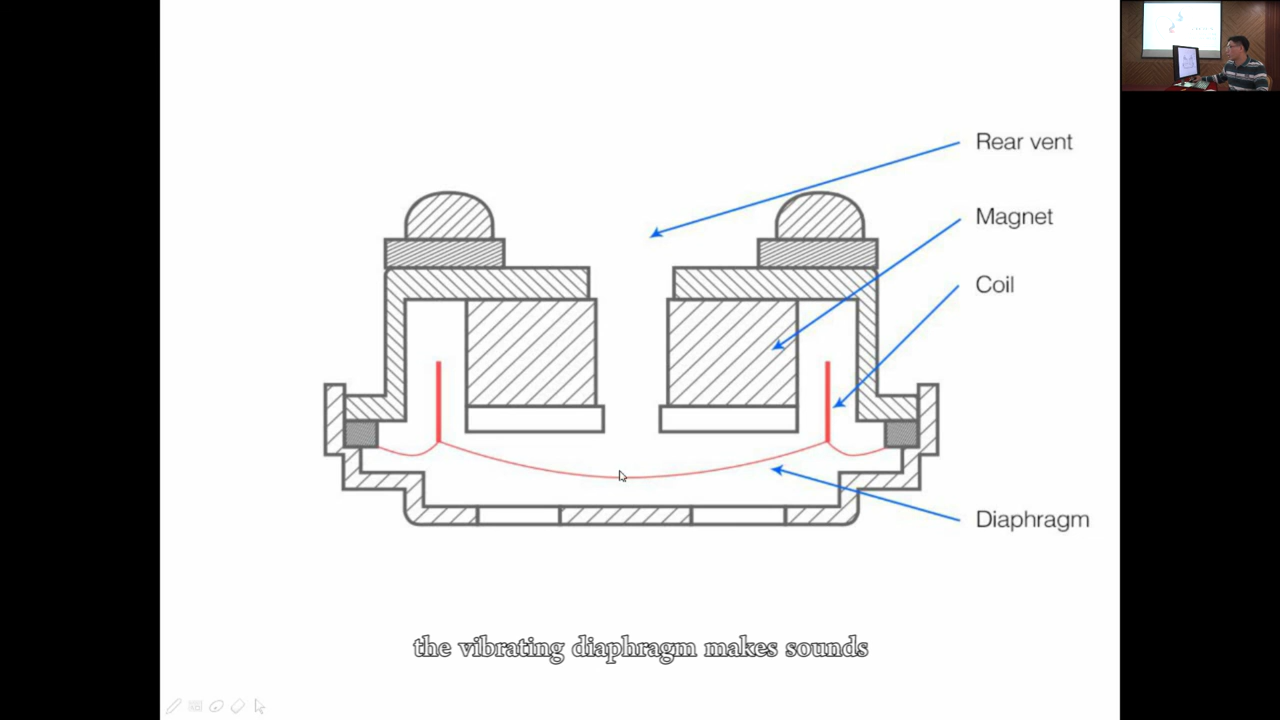 Rear vent
Magnet
Coil
Diaphragm
the vibrating diaphragm makes sounds